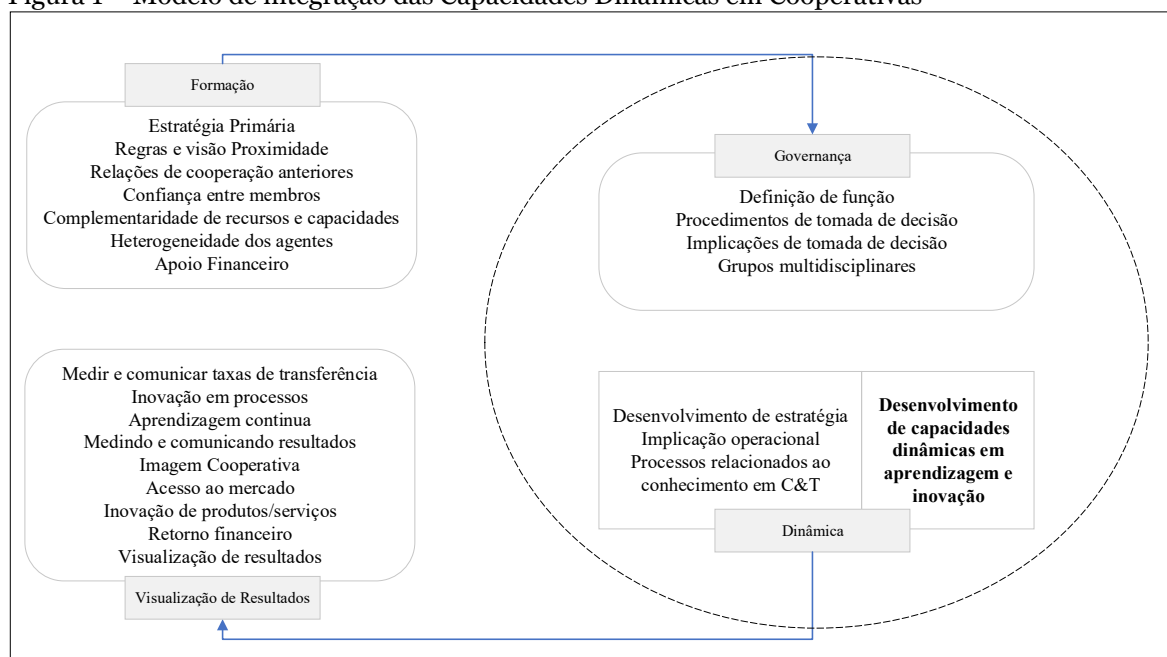 Figura 1 – Modelo de integração das Capacidades Dinâmicas em Cooperativas
Formação
Estratégia Primária
Regras e visão Proximidade
Relações de cooperação anteriores
Confiança entre membros
Complementaridade de recursos e capacidades
Heterogeneidade dos agentes
Apoio Financeiro
Governança
Definição de função
Procedimentos de tomada de decisão
Implicações de tomada de decisão
Grupos multidisciplinares
Medir e comunicar taxas de transferência
Inovação em processos
Aprendizagem continua
Medindo e comunicando resultados
Imagem Cooperativa
Acesso ao mercado
Inovação de produtos/serviços
Retorno financeiro
Visualização de resultados
Visualização de Resultados
Desenvolvimento de estratégia
Implicação operacional
Processos relacionados ao
conhecimento em C&T
Desenvolvimento
de capacidades
dinâmicas em
aprendizagem e
inovação
Dinâmica